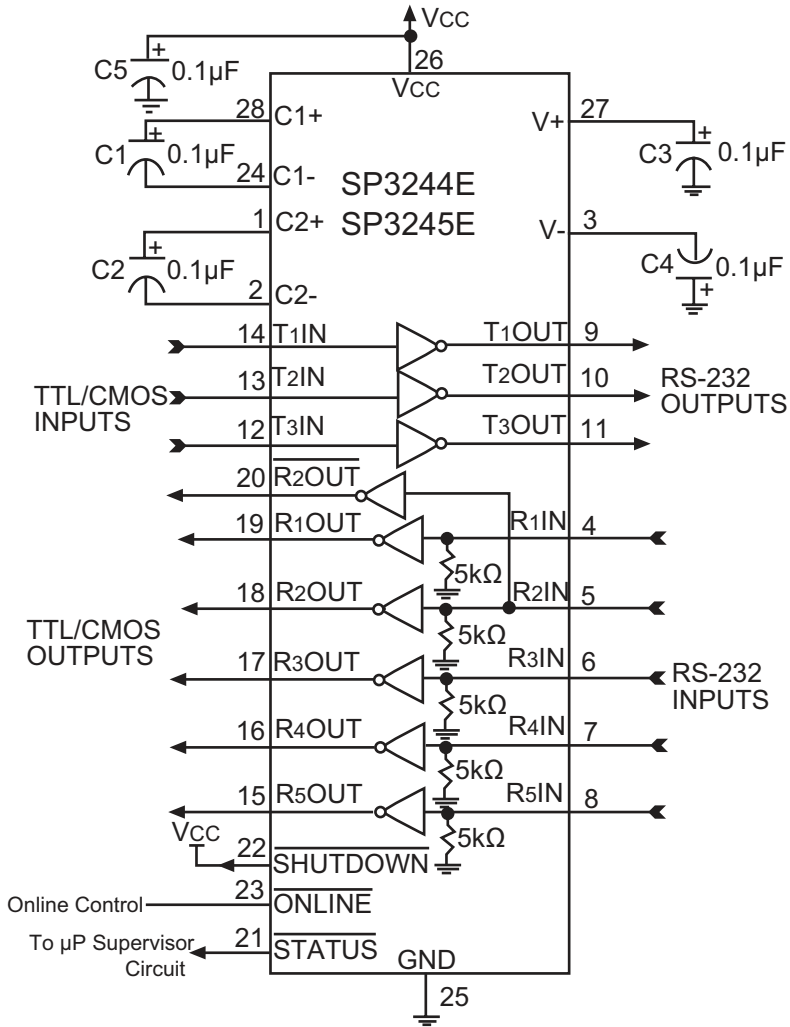 VCC
C5 + 0.1µF
26
VCC
28 C1+ V+ 27
C1 + 0.1µF C3 + 0.1µF
24 C1-
SP3244E
1 C2+ SP3245E V- 3
C2 + 0.1µF C4 0.1µF +
2 C2-
14 T1IN T1OUT 9
13 T2IN T2OUT 10
TTL/CMOS INPUTS
RS-232 OUTPUTS
12 T3IN T3OUT 11
20 R2OUT
19 R1OUT R1IN 4
5kΩ
18 R2OUT R2IN 5
TTL/CMOS OUTPUTS
5kΩ
17 R3OUT R3IN 6
RS-232 INPUTS
5kΩ
16 R4OUT R4IN 7
5kΩ
15 R5OUT R5IN 8
5kΩ
VCC
22 SHUTDOWN
Online Control 23 ONLINE
To µP Supervisor Circuit 21 STATUS
GND
25